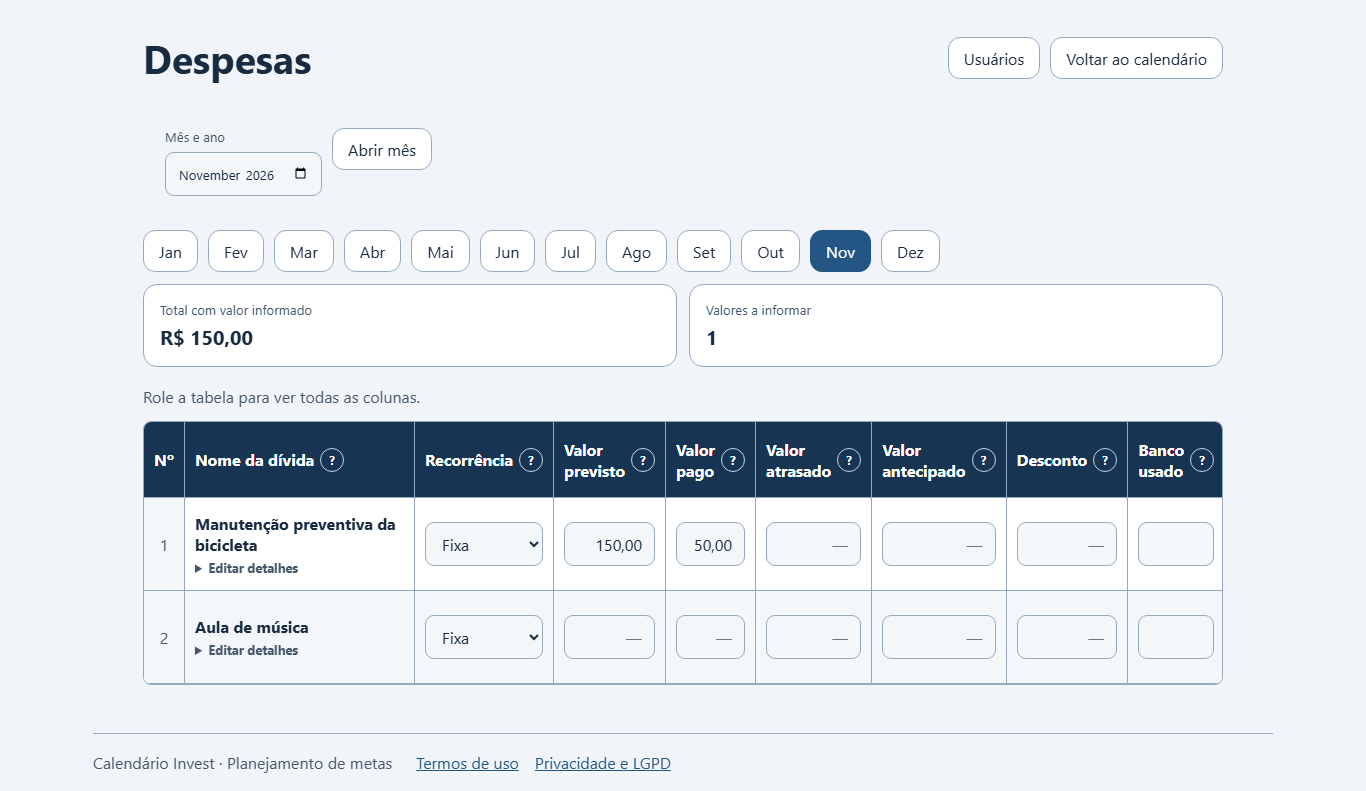 Despesas
Usuários
Voltar ao calendário
Mês e ano
November 2026
Abrir mês
Jan
Fev
Mar
Abr
Mai
Jun
Jul
Ago
Set
Out
Nov
Dez
Total com valor informado
R$ 150,00
Valores a informar
1
Role a tabela para ver todas as colunas.
Nº
Nome da dívida ?
Recorrência ?
Valor
previsto ?
Valor
pago ?
Valor
atrasado ?
Valor
antecipado ?
Desconto ?
Banco
usado ?
1
Manutenção preventiva da
bicicleta
Editar detalhes
Fixa
150,00
50,00
—
—
—
2
Aula de música
Editar detalhes
Fixa
—
—
—
—
—
Calendário Invest · Planejamento de metas
Termos de uso
Privacidade e LGPD